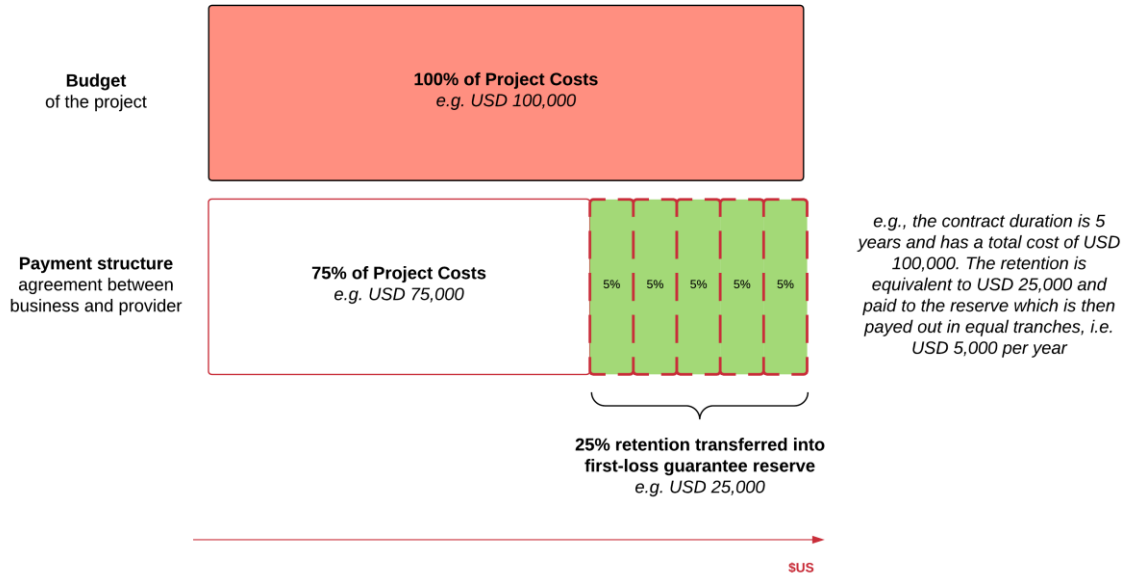 100% of Project Costs
e.g. USD 100,000
Budget
of the project
75% of Project Costs
e.g. USD 75,000
5%
5%
5%
5%
5%
Payment structure
agreement between
business and provider
e.g., the contract duration is 5
years and has a total cost of USD
100,000. The retention is
equivalent to USD 25,000 and
paid to the reserve which is then
payed out in equal tranches, i.e.
USD 5,000 per year
25% retention transferred into
first-loss guarantee reserve
e.g. USD 25,000
$US